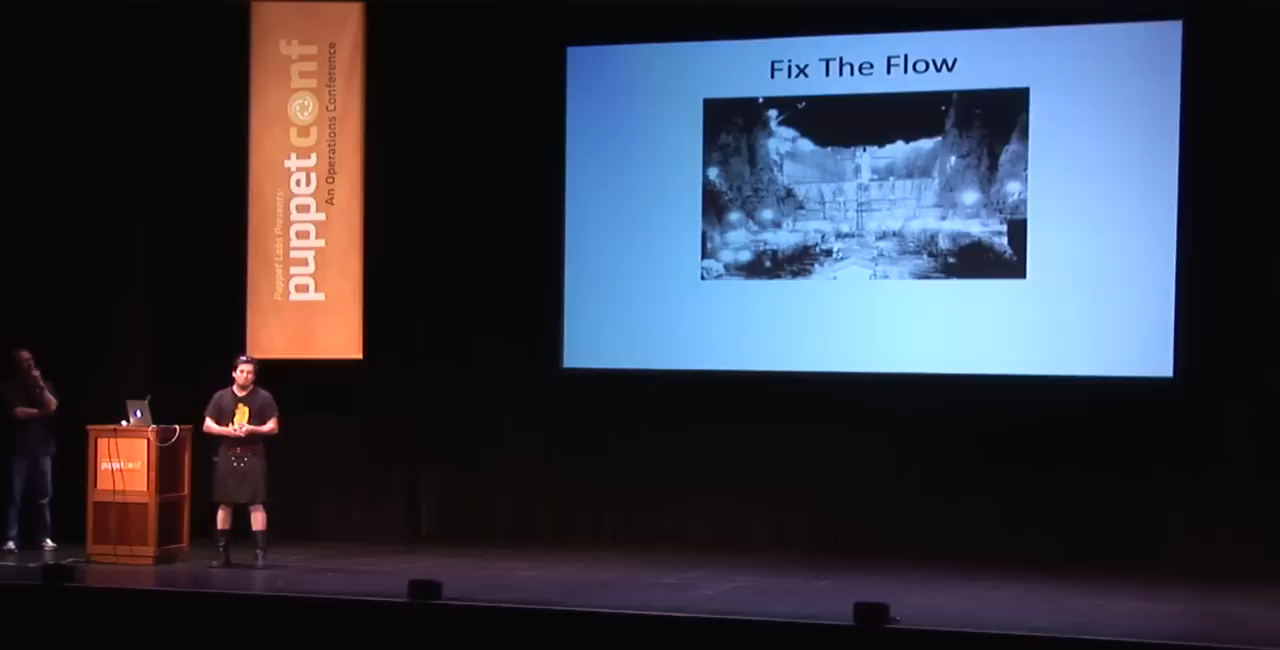 Puppet Labs Presents:
puppetconf
An Operations Conference
Fix The Flow
puppetconf